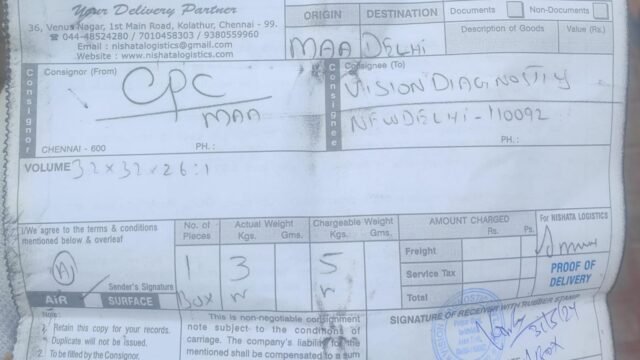 Your Delivery Partner
36, Venus Nagar, 1st Main Road, Kolathur, Chennai - 99.
044-48524280 / 7010458303 / 9380559960
Email : nishatalogistics@gmail.com
Website : www.nishatalogistics.com
ORIGIN DESTINATION
MAA DELHI
Documents Non-Documents
Description of Goods Value (Rs.)
Consignor
Consignor (From)
CPC
MAA
CHENNAI - 600 PH. :
Consignee
Consignee (To)
VISION DIAGNOSTIY
NEW DELHI - 110092
PH. :
VOLUME 32 x 32 x 26 : 1
I/We agree to the terms & conditions
mentioned below & overleaf
Sender's Signature
AIR SURFACE
No. of Pieces
Actual Weight
Kgs. Gms.
Chargeable Weight
Kgs. Gms.
1 3 5
Box
AMOUNT CHARGED
Rs. Ps.
Freight
Service Tax
Total
For NISHATA LOGISTICS
PROOF OF
DELIVERY
Note :
1. Retain this copy for your records.
Duplicate will not be issued.
2. To be filled by the Consignor.
This is non-negotiable consignment
note subject to the conditions of
carriage. The company's liability for
mentioned shall be compensated to a sum
SIGNATURE OF RECEIVER WITH RUBBER STAMP